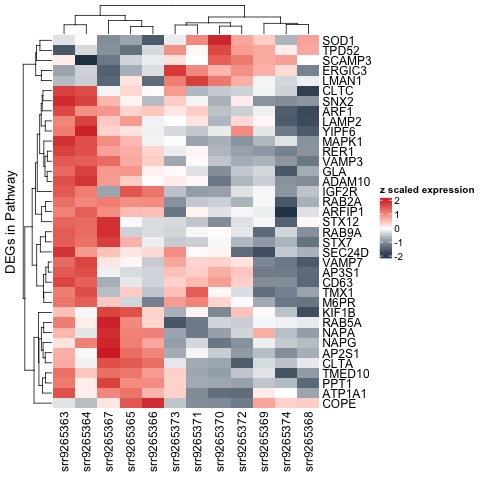 SOD1
TPD52
SCAMP3
ERGIC3
LMAN1
CLTC
SNX2
ARF1
LAMP2
YIPF6
MAPK1
RER1
VAMP3
GLA
ADAM10
IGF2R
RAB2A
ARFIP1
STX12
RAB9A
STX7
SEC24D
VAMP7
AP3S1
CD63
TMX1
M6PR
KIF1B
RAB5A
NAPA
NAPG
AP2S1
CLTA
TMED10
PPT1
ATP1A1
COPE
DEGs in Pathway
z scaled expression
2
1
0
-1
-2
srr9265363
srr9265364
srr9265367
srr9265365
srr9265366
srr9265373
srr9265371
srr9265370
srr9265372
srr9265369
srr9265374
srr9265368